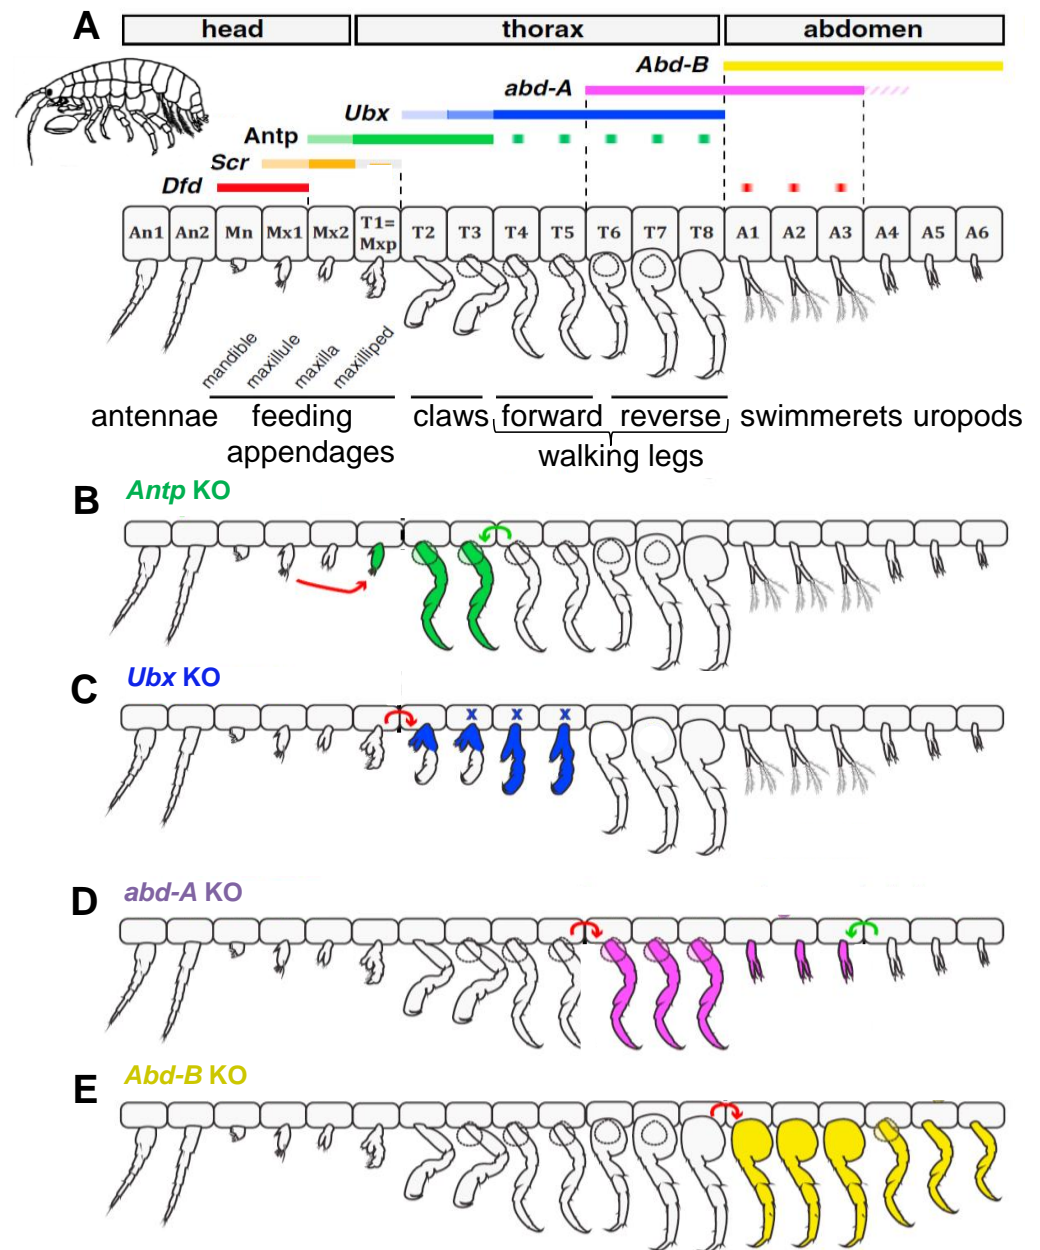 A
head thorax abdomen
Abd-B
abd-A
Ubx
Antp
Scr
Dfd
An1 An2 Mn Mx1 Mx2 T1= Mxp T2 T3 T4 T5 T6 T7 T8 A1 A2 A3 A4 A5 A6
mandible
maxillule
maxilla
maxilliped
antennae feeding appendages claws forward reverse swimmerets uropods
walking legs
B Antp KO
C Ubx KO
x x x
D abd-A KO
E Abd-B KO